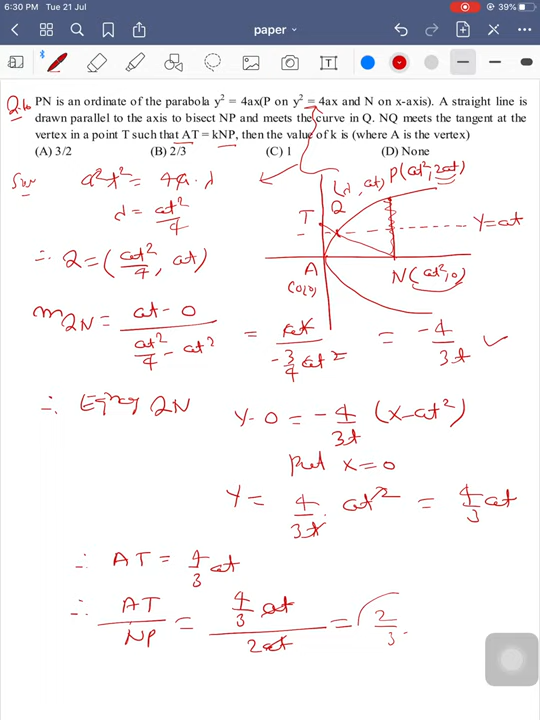 6:30 PM Tue 21 Jul
39%
paper
Q.6 PN is an ordinate of the parabola y² = 4ax(P on y² = 4ax and N on x-axis). A straight line is
drawn parallel to the axis to bisect NP and meets the curve in Q. NQ meets the tangent at the
vertex in a point T such that AT = kNP, then the value of k is (where A is the vertex)
(A) 3/2 (B) 2/3 (C) 1 (D) None
Sol a²t² = 4a·λ
λ = at²/4
∴ Q = (at²/4, at)
(λ, at) P(at², 2at)
T Q
Y = at
A
(0,0)
N(at², 0)
m QN = (at - 0)/(at²/4 - at²) = at/(-3/4 at²) = -4/3t ✓
∴ Eqn of QN
Y - 0 = -4/3t (X - at²)
Put X = 0
Y = 4/3t · at² = 4/3 at
∴ AT = 4/3 at
∴ AT/NP = (4/3 at)/(2at) = 2/3